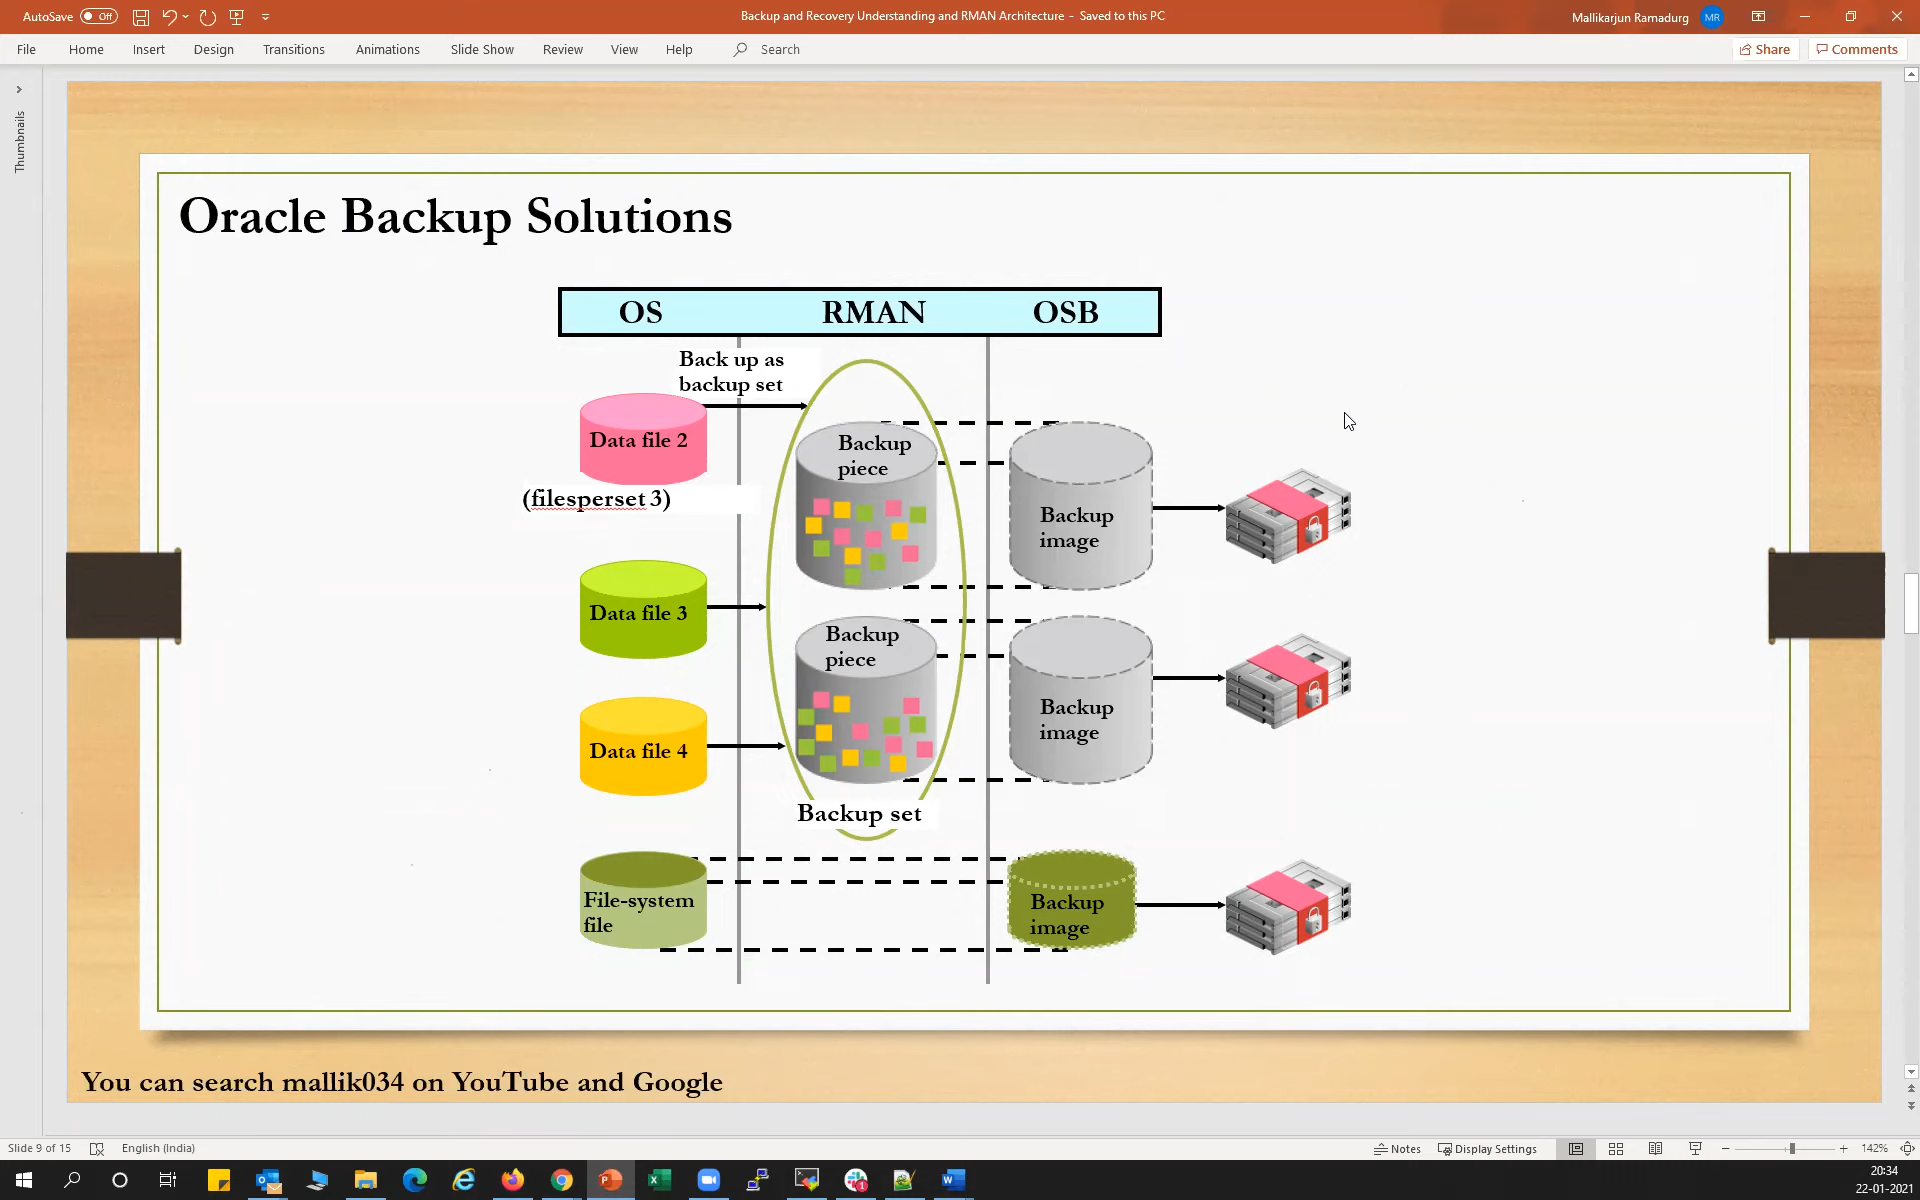 AutoSave Off
Backup and Recovery Understanding and RMAN Architecture - Saved to this PC
Mallikarjun Ramadurg MR
File Home Insert Design Transitions Animations Slide Show Review View Help Search
Share Comments
Thumbnails
Oracle Backup Solutions
OS RMAN OSB
Back up as
backup set
Data file 2
(filesperset 3)
Data file 3
Data file 4
Backup
piece
Backup
piece
Backup set
Backup
image
Backup
image
File-system
file
Backup
image
You can search mallik034 on YouTube and Google
Slide 9 of 15 English (India)
Notes Display Settings 142%
20:34
22-01-2021